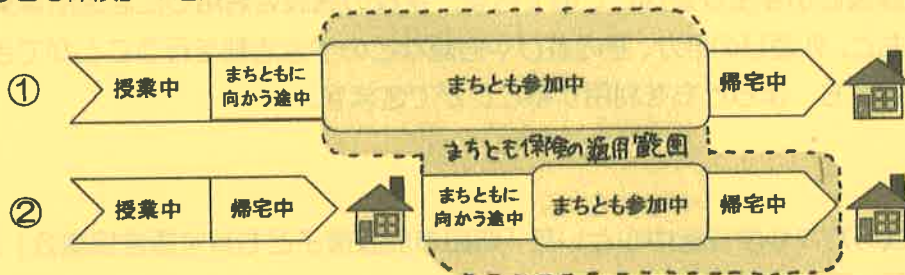 ①
授業中
まちともに
向かう途中
まちとも参加中
帰宅中
まちとも保険の適用範囲
②
授業中
帰宅中
まちともに
向かう途中
まちとも参加中
帰宅中